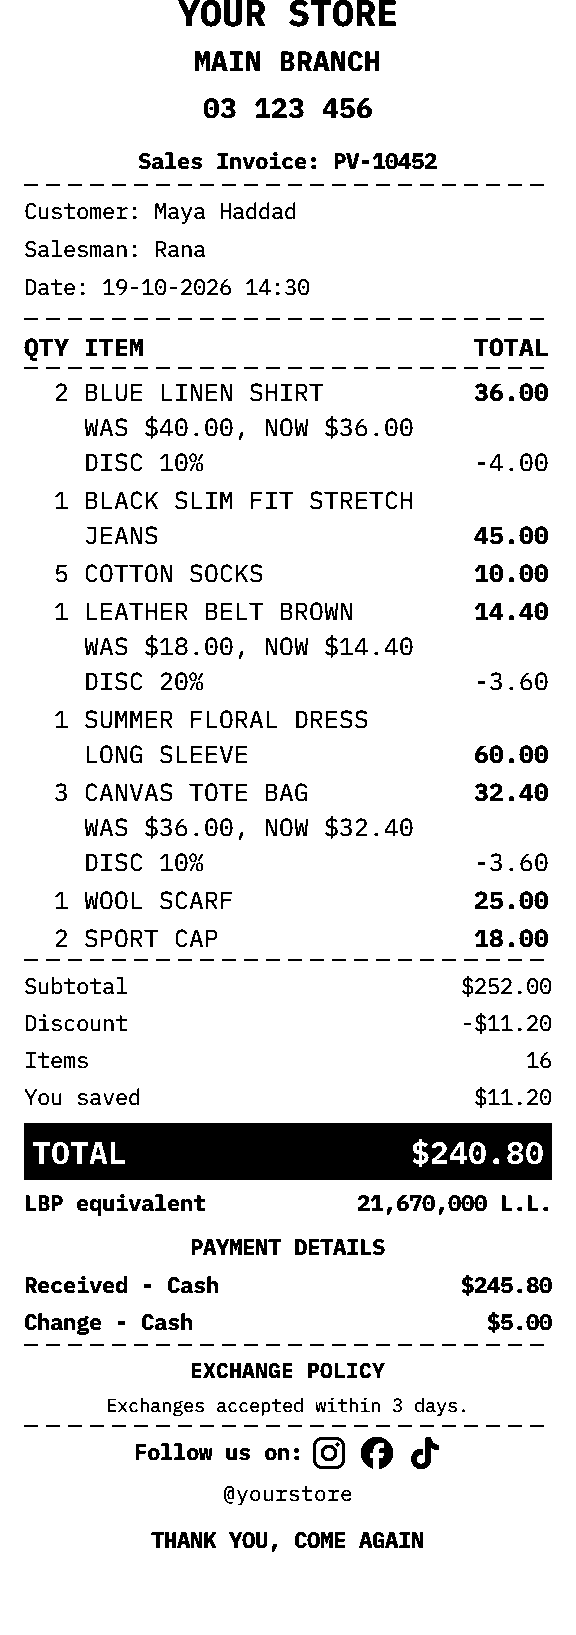 YOUR STORE
MAIN BRANCH
03 123 456
Sales Invoice: PV-10452
Customer: Maya Haddad
Salesman: Rana
Date: 19-10-2026 14:30
QTY ITEM TOTAL
2 BLUE LINEN SHIRT 36.00
WAS $40.00, NOW $36.00
DISC 10% -4.00
1 BLACK SLIM FIT STRETCH
JEANS 45.00
5 COTTON SOCKS 10.00
1 LEATHER BELT BROWN 14.40
WAS $18.00, NOW $14.40
DISC 20% -3.60
1 SUMMER FLORAL DRESS
LONG SLEEVE 60.00
3 CANVAS TOTE BAG 32.40
WAS $36.00, NOW $32.40
DISC 10% -3.60
1 WOOL SCARF 25.00
2 SPORT CAP 18.00
Subtotal $252.00
Discount -$11.20
Items 16
You saved $11.20
TOTAL $240.80
LBP equivalent 21,670,000 L.L.
PAYMENT DETAILS
Received - Cash $245.80
Change - Cash $5.00
EXCHANGE POLICY
Exchanges accepted within 3 days.
Follow us on:
@yourstore
THANK YOU, COME AGAIN